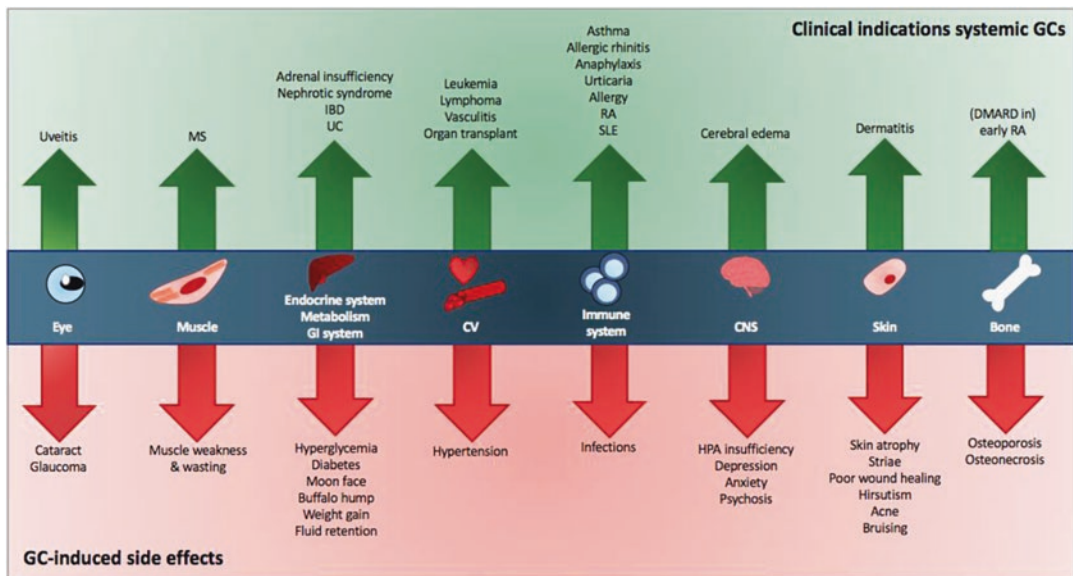 Clinical indications systemic GCs
Uveitis
MS
Adrenal insufficiency
Nephrotic syndrome
IBD
UC
Leukemia
Lymphoma
Vasculitis
Organ transplant
Asthma
Allergic rhinitis
Anaphylaxis
Urticaria
Allergy
RA
SLE
Cerebral edema
Dermatitis
(DMARD in)
early RA
Eye
Muscle
Endocrine system
Metabolism
GI system
CV
Immune
system
CNS
Skin
Bone
Cataract
Glaucoma
Muscle weakness
& wasting
Hyperglycemia
Diabetes
Moon face
Buffalo hump
Weight gain
Fluid retention
Hypertension
Infections
HPA insufficiency
Depression
Anxiety
Psychosis
Skin atrophy
Striae
Poor wound healing
Hirsutism
Acne
Bruising
Osteoporosis
Osteonecrosis
GC-induced side effects